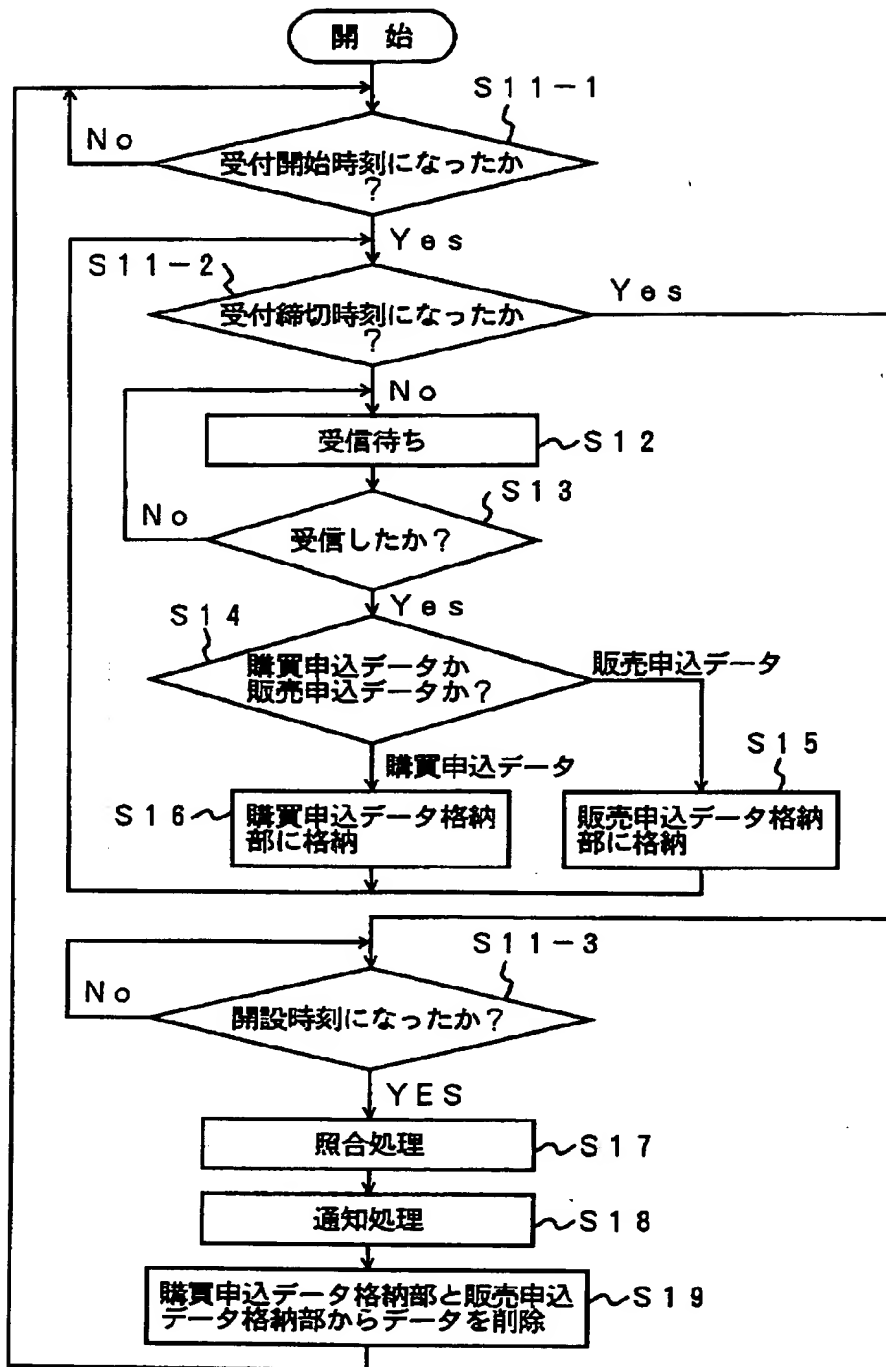 開 始
S11-1
No
受付開始時刻になったか
?
Yes
S11-2
Yes
受付締切時刻になったか
?
No
受信待ち
S12
S13
No
受信したか?
Yes
S14
購買申込データか
販売申込データか?
販売申込データ
購買申込データ
S15
S16
購買申込データ格納
部に格納
販売申込データ格納
部に格納
S11-3
No
開設時刻になったか?
YES
照合処理
S17
通知処理
S18
購買申込データ格納部と販売申込
データ格納部からデータを削除
S19